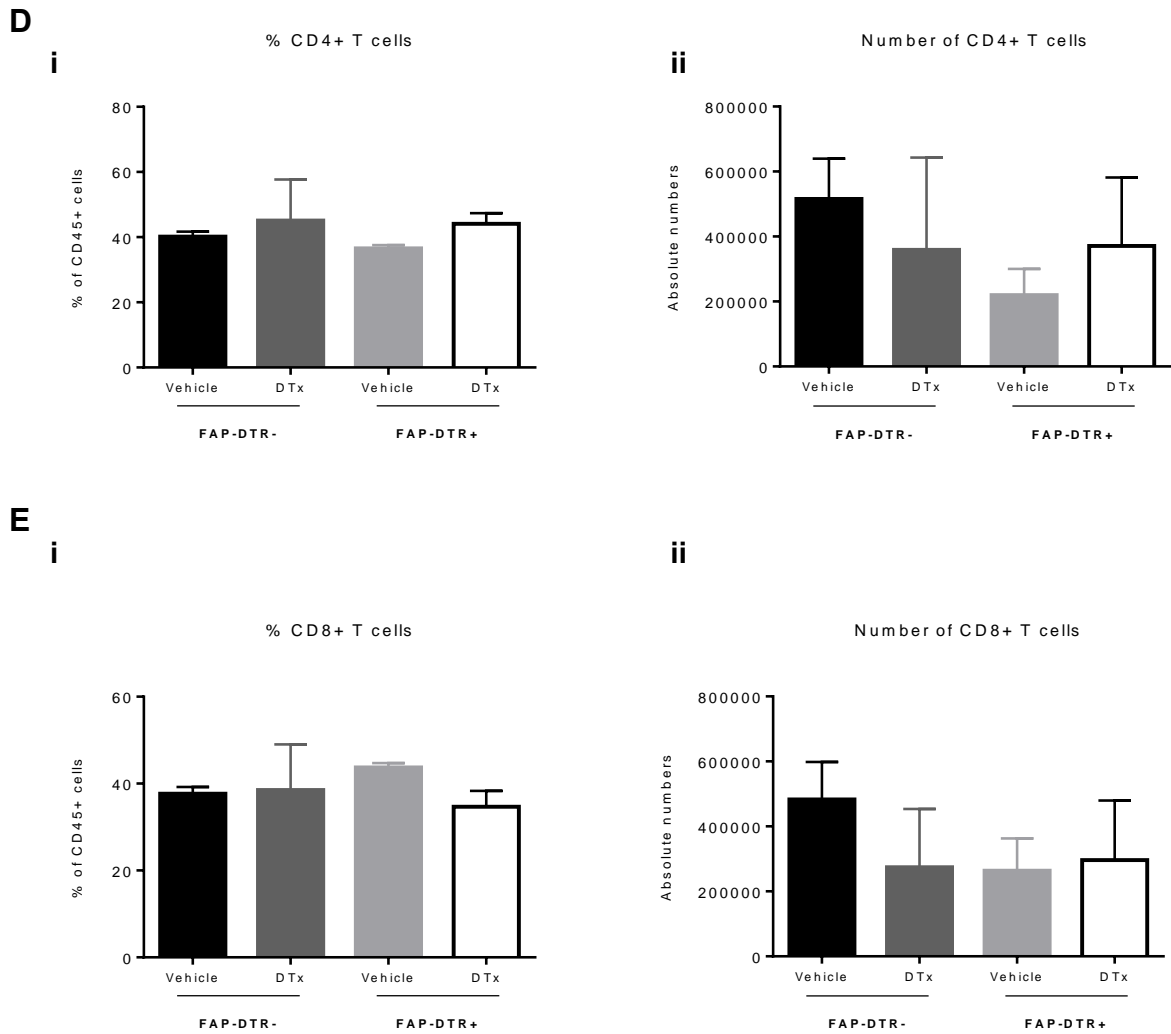 D
i
% CD4+ T cells
% of CD45+ cells
80
60
40
20
0
Vehicle DTx Vehicle DTx
FAP-DTR- FAP-DTR+
ii
Number of CD4+ T cells
Absolute numbers
800000
600000
400000
200000
0
Vehicle DTx Vehicle DTx
FAP-DTR- FAP-DTR+
E
i
% CD8+ T cells
% of CD45+ cells
60
40
20
0
Vehicle DTx Vehicle DTx
FAP-DTR- FAP-DTR+
ii
Number of CD8+ T cells
Absolute numbers
800000
600000
400000
200000
0
Vehicle DTx Vehicle DTx
FAP-DTR- FAP-DTR+